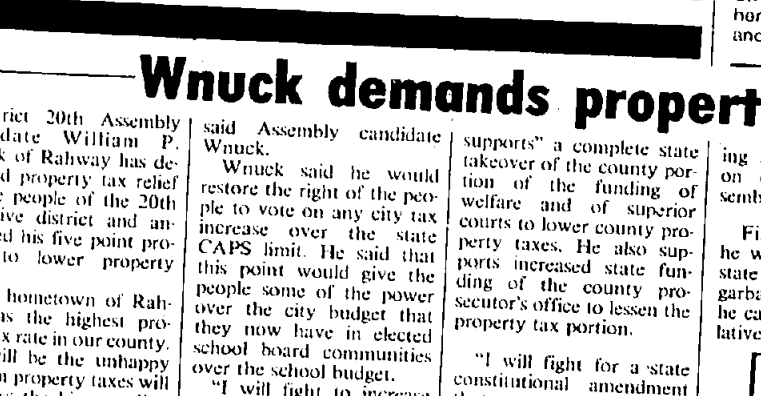 hor
and
Wnuck demands propert
rict 20th Assembly
date William P.
k of Rahway has de-
d property tax relief
e people of the 20th
ive district and an-
ed his five point pro-
to lower property
hometown of Rah-
as the highest pro-
x rate in our county.
ill be the unhappy
n property taxes will
said Assembly candidate
Wnuck.
Wnuck said he would
restore the right of the peo-
ple to vote on any city tax
increase over the state
CAPS limit. He said that
this point would give the
people some of the power
over the city budget that
they now have in elected
school board communities
over the school budget.
"I will fight to increase
supports" a complete state
takeover of the county por-
tion of the funding of
welfare and of superior
courts to lower county pro-
perty taxes. He also sup-
ports increased state fun-
ding of the county pro-
secutor's office to lessen the
property tax portion.
"I will fight for a state
constitutional amendment
ing
on
semb
Fi
he w
state
garba
he ca
lative